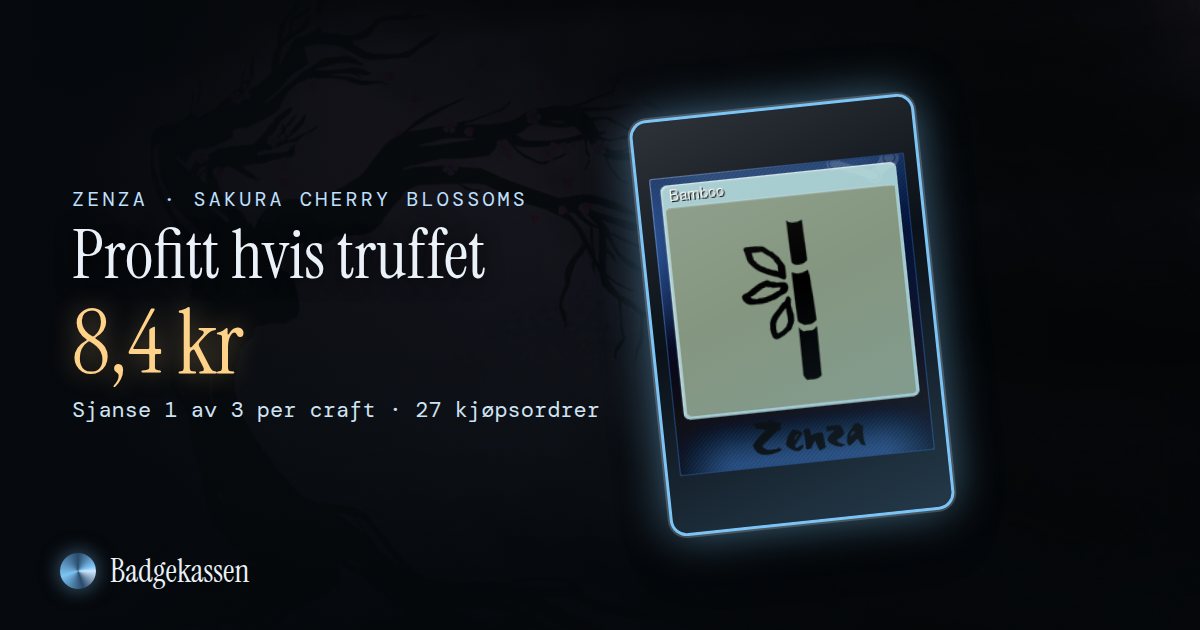 ZENZA · SAKURA CHERRY BLOSSOMS
Profitt hvis truffet
8,4 kr
Sjanse 1 av 3 per craft · 27 kjøpsordrer
Bamboo
Zenza
Badgekassen